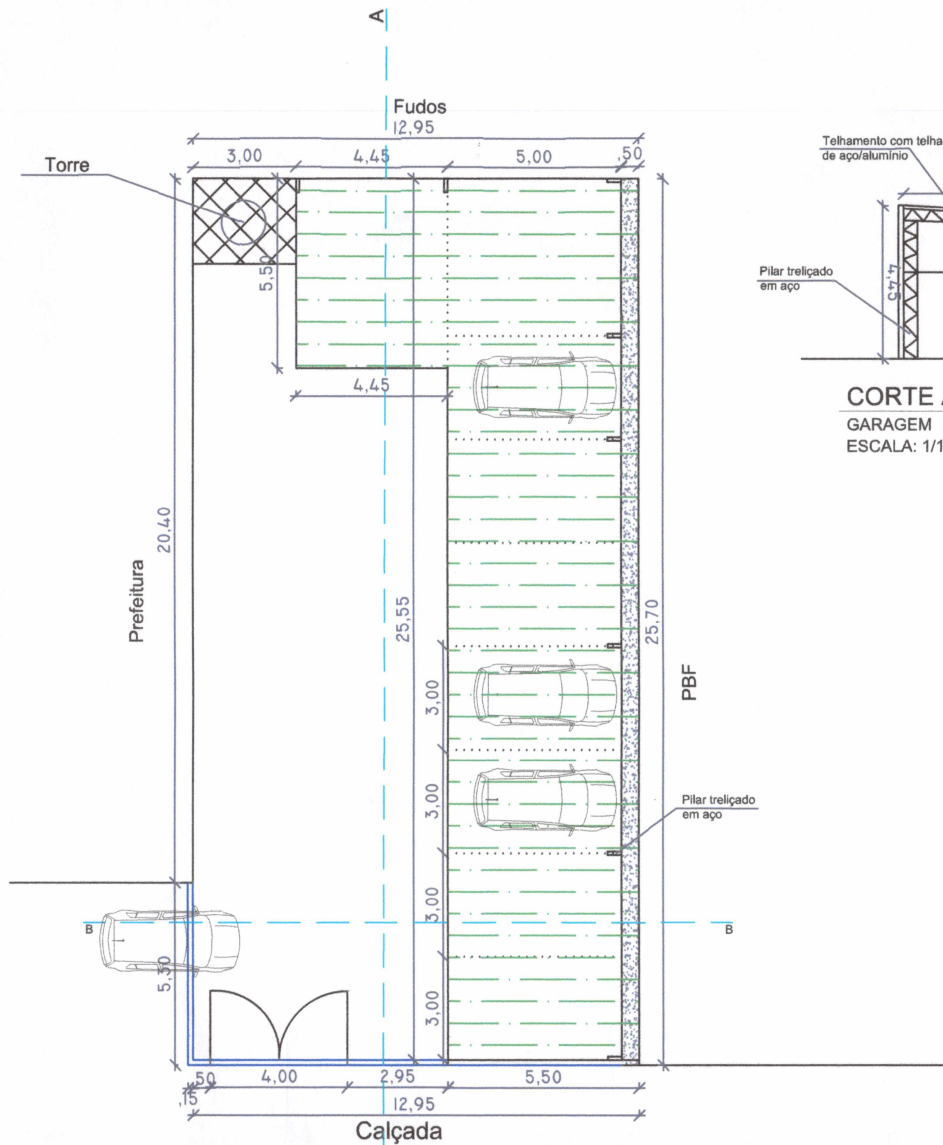 A
Fudos
12,95
3,00
4,45
5,00
,50
Torre
5,50
4,45
20,40
Prefeitura
25,55
25,70
PBF
3,00
3,00
3,00
3,00
Pilar treliçado
em aço
B
B
5,30
,50
4,00
2,95
5,50
,15
12,95
Calçada
Telhamento com telha
de aço/alumínio
Pilar treliçado
em aço
4,45
CORTE A
GARAGEM
ESCALA: 1/1